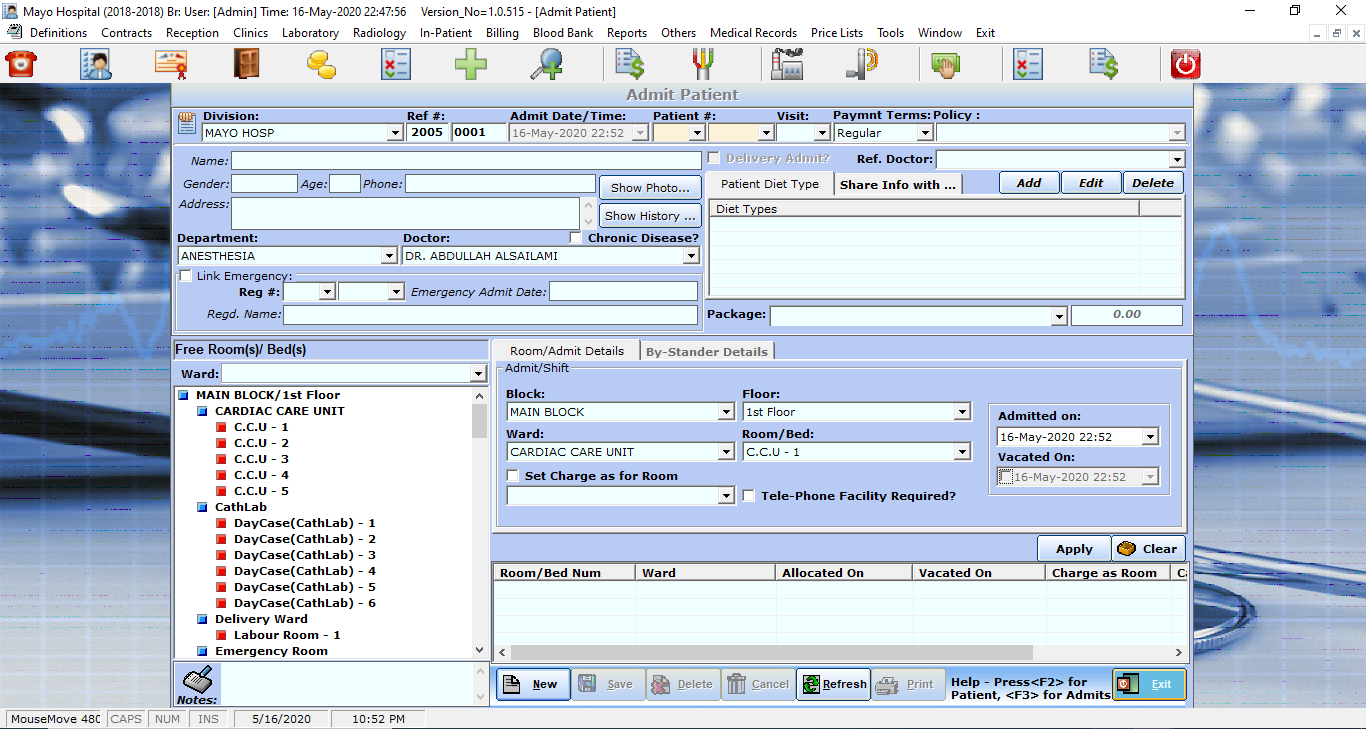 Mayo Hospital (2018-2018) Br: User: [Admin] Time: 16-May-2020 22:47:56 Version_No=1.0.515 - [Admit Patient]
Definitions Contracts Reception Clinics Laboratory Radiology In-Patient Billing Blood Bank Reports Others Medical Records Price Lists Tools Window Exit
Admit Patient
Division: Ref #: Admit Date/Time: Patient #: Visit: Paymnt Terms: Policy :
MAYO HOSP 2005 0001 16-May-2020 22:52 Regular
Name: Delivery Admit? Ref. Doctor:
Gender: Age: Phone: Show Photo... Patient Diet Type Share Info with ... Add Edit Delete
Address: Show History ... Diet Types
Department: Doctor: Chronic Disease?
ANESTHESIA DR. ABDULLAH ALSAILAMI
Link Emergency:
Reg #: Emergency Admit Date:
Regd. Name: Package: 0.00
Free Room(s)/ Bed(s) Room/Admit Details By-Stander Details
Ward:
MAIN BLOCK/1st Floor
CARDIAC CARE UNIT
C.C.U - 1
C.C.U - 2
C.C.U - 3
C.C.U - 4
C.C.U - 5
CathLab
DayCase(CathLab) - 1
DayCase(CathLab) - 2
DayCase(CathLab) - 3
DayCase(CathLab) - 4
DayCase(CathLab) - 5
DayCase(CathLab) - 6
Delivery Ward
Labour Room - 1
Emergency Room
Notes:
Admit/Shift
Block: Floor:
MAIN BLOCK 1st Floor
Ward: Room/Bed:
CARDIAC CARE UNIT C.C.U - 1
Set Charge as for Room
Tele-Phone Facility Required?
Admitted on:
16-May-2020 22:52
Vacated On:
16-May-2020 22:52
Apply Clear
Room/Bed Num Ward Allocated On Vacated On Charge as Room
New Save Delete Cancel Refresh Print Help - Press<F2> for
Patient, <F3> for Admits Exit
MouseMove 480 CAPS NUM INS 5/16/2020 10:52 PM